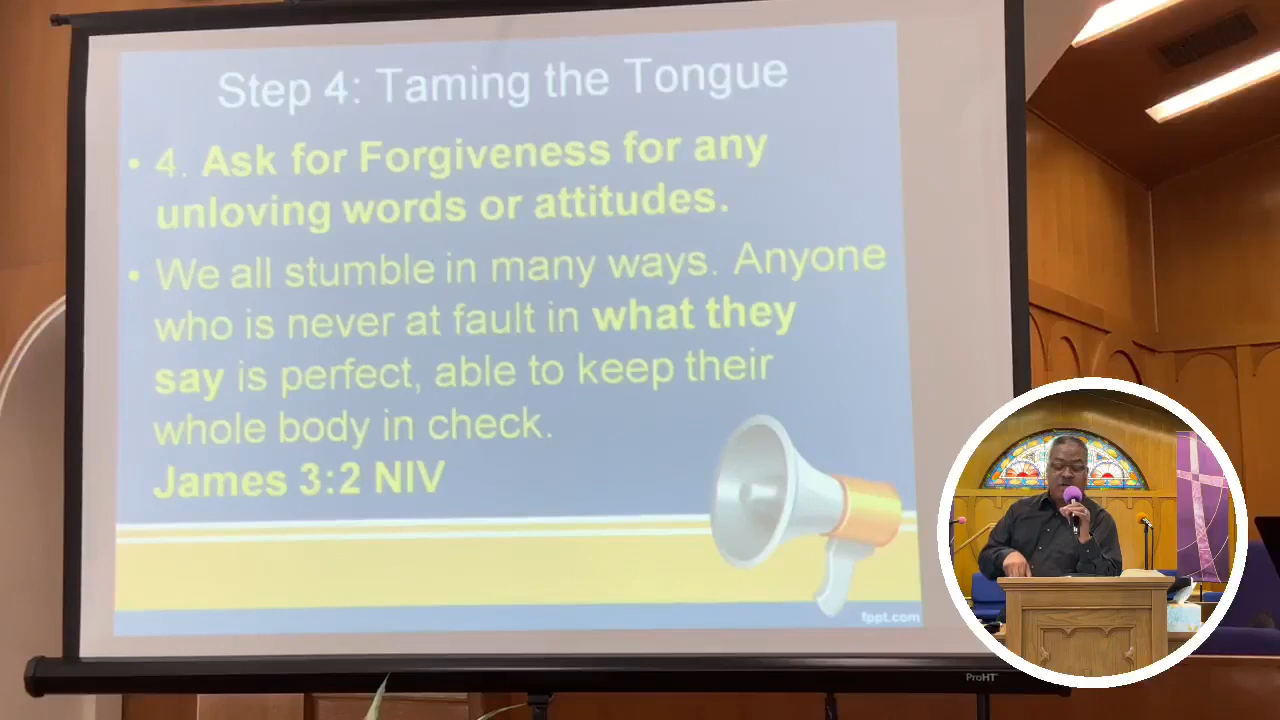 Step 4: Taming the Tongue
• 4. Ask for Forgiveness for any
unloving words or attitudes.
• We all stumble in many ways. Anyone
who is never at fault in what they
say is perfect, able to keep their
whole body in check.
James 3:2 NIV
fppt.com
ProHT